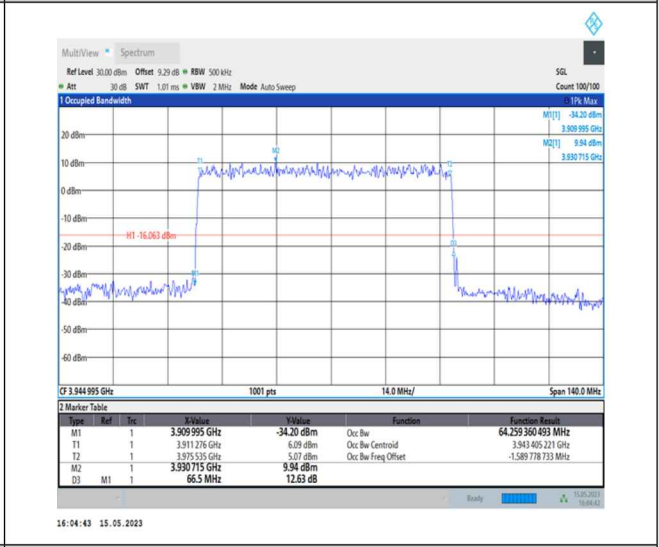 MultiView Spectrum
Ref Level 30.00 dBm Offset 9.29 dB RBW 500 kHz SGL
Att 30 dB SWT 1.01 ms VBW 2 MHz Mode Auto Sweep Count 100/100
1 Occupied Bandwidth 1Pk Max
M1[1] -34.20 dBm
3.909 995 GHz
M2[1] 9.94 dBm
3.930 715 GHz
20 dBm
M2
T1 T2
10 dBm
0 dBm
-10 dBm
H1 -16.063 dBm
-20 dBm
D3
-30 dBm
M1
-40 dBm
-50 dBm
-60 dBm
CF 3.944 995 GHz 1001 pts 14.0 MHz/ Span 140.0 MHz
2 Marker Table
Type Ref Trc X-Value Y-Value Function Function Result
M1 1 3.909 995 GHz -34.20 dBm Occ Bw 64.259 360 493 MHz
T1 1 3.911 276 GHz 6.09 dBm Occ Bw Centroid 3.943 405 221 GHz
T2 1 3.975 535 GHz 5.07 dBm Occ Bw Freq Offset -1.589 778 733 MHz
M2 1 3.930 715 GHz 9.94 dBm
D3 M1 1 66.5 MHz 12.63 dB
Ready 15.05.2023
16:04:42
16:04:43 15.05.2023